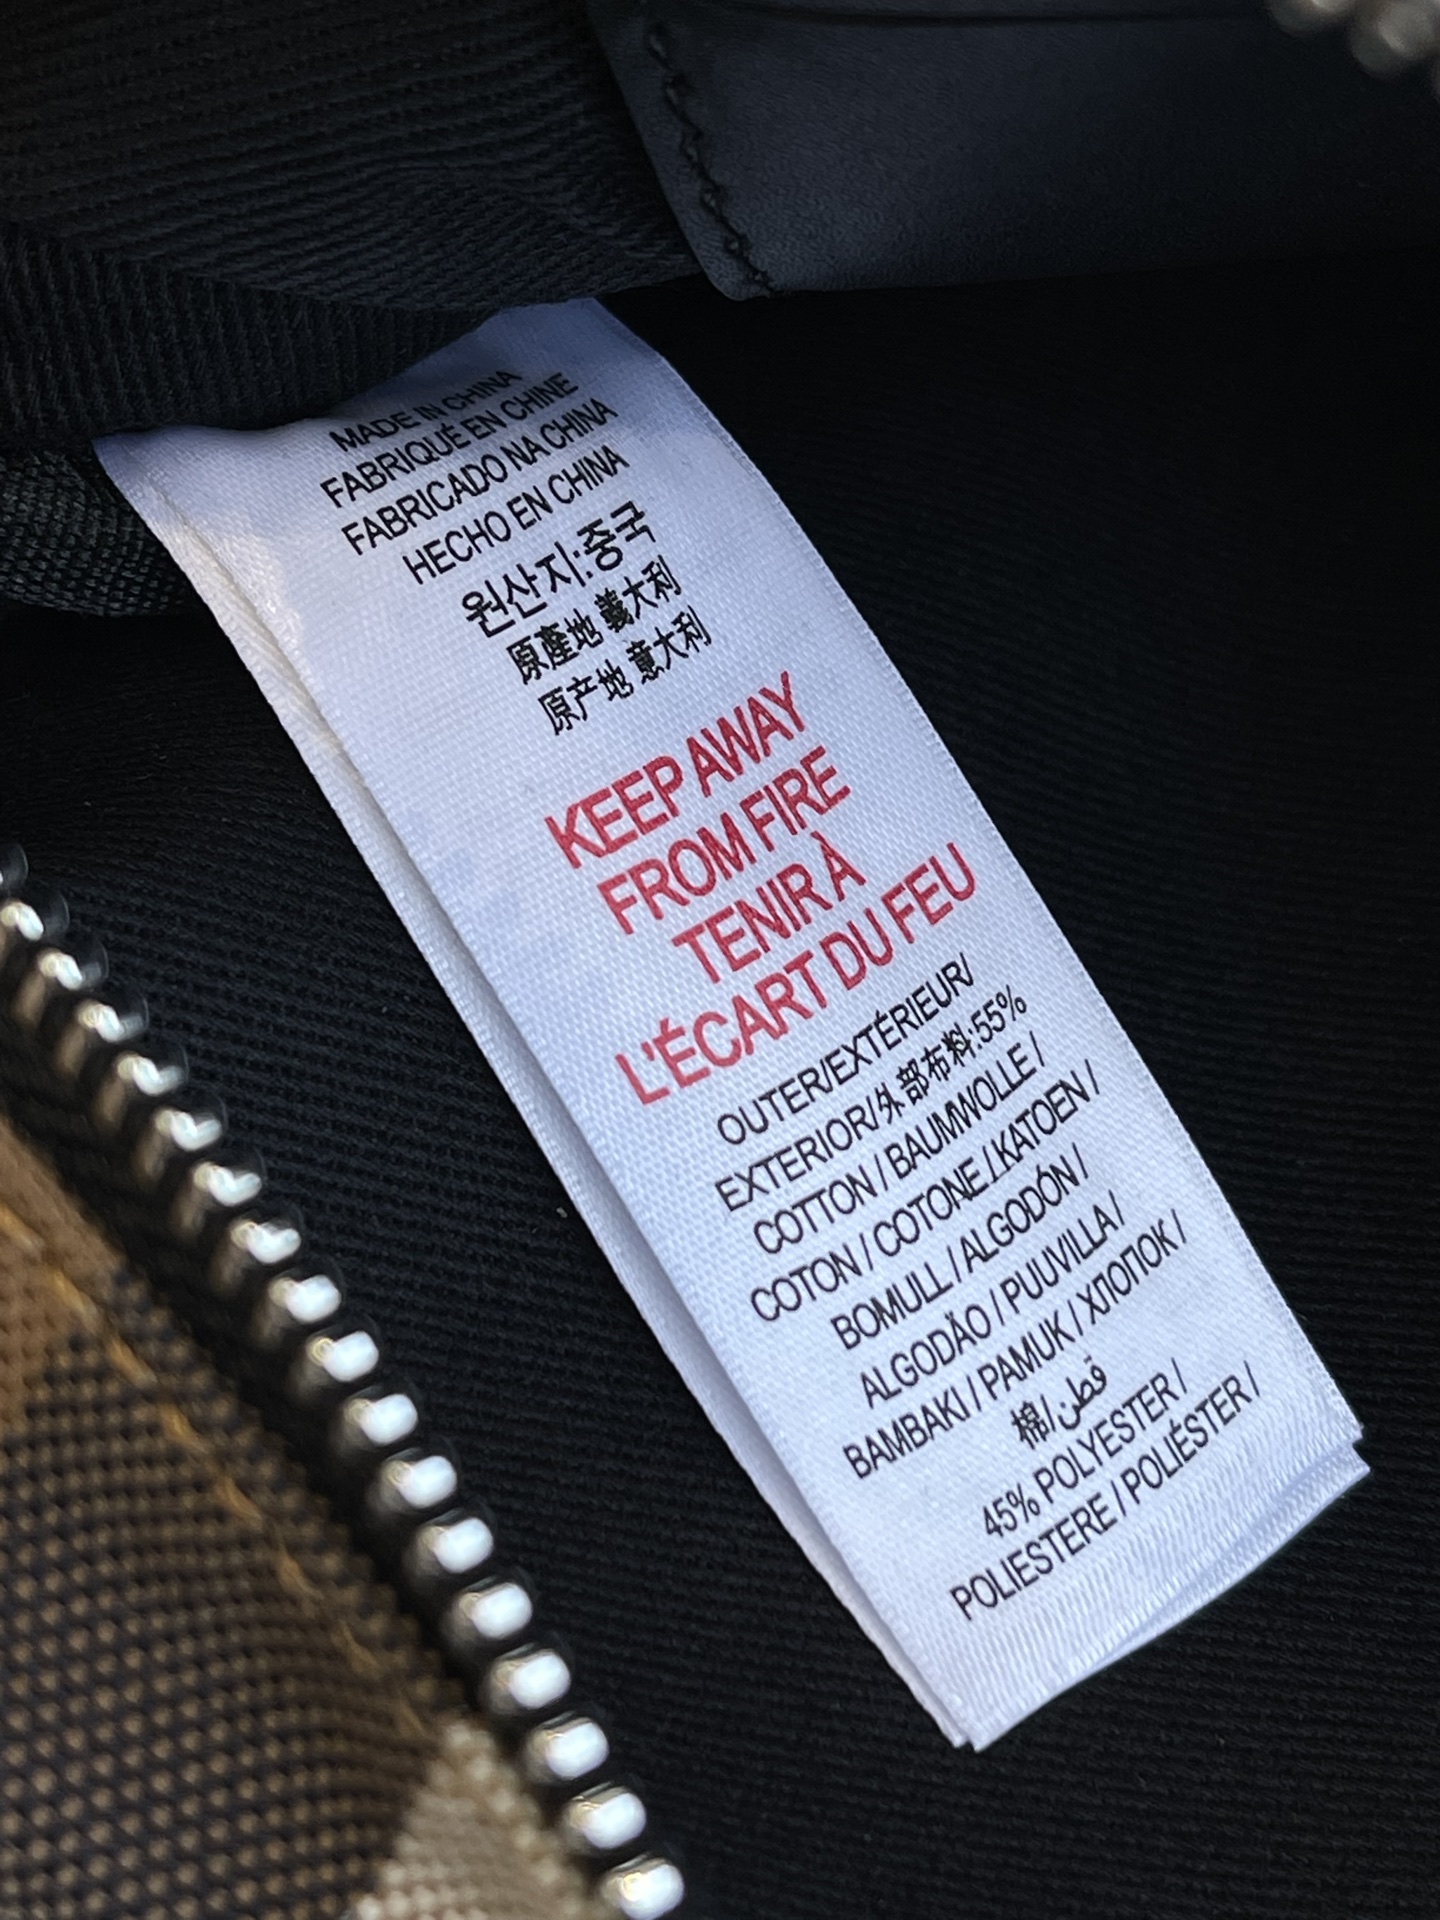 MADE IN CHINA
FABRIQUÉ EN CHINE
FABRICADO NA CHINA
HECHO EN CHINA
원산지:중국
原產地 義大利
原产地 意大利
KEEP AWAY
FROM FIRE
TENIR À
L'ÉCART DU FEU
OUTER/EXTÉRIEUR/
EXTERIOR/外部布料:55%
COTTON / BAUMWOLLE /
COTON / COTONE / KATOEN /
BOMULL / ALGODÓN /
ALGODÃO / PUUVILLA /
BAMBAKI / PAMUK / ХЛОПОК /
棉/قطن
45% POLYESTER /
POLIESTERE / POLIÉSTER /